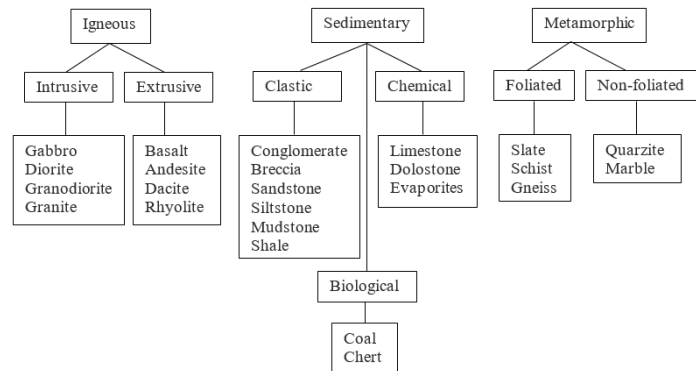 Igneous
Sedimentary
Metamorphic
Intrusive
Extrusive
Clastic
Chemical
Foliated
Non-foliated
Gabbro
Diorite
Granodiorite
Granite
Basalt
Andesite
Dacite
Rhyolite
Conglomerate
Breccia
Sandstone
Siltstone
Mudstone
Shale
Limestone
Dolostone
Evaporites
Slate
Schist
Gneiss
Quarzite
Marble
Biological
Coal
Chert